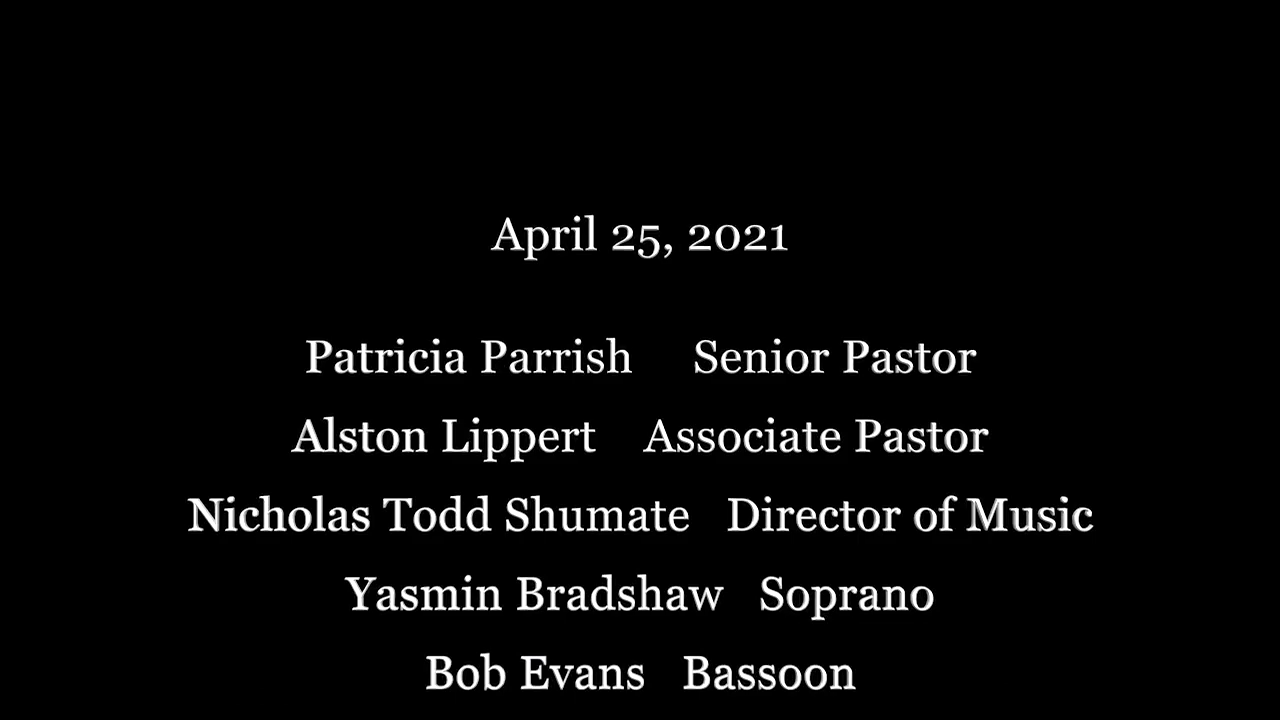 April 25, 2021
Patricia Parrish Senior Pastor
Alston Lippert Associate Pastor
Nicholas Todd Shumate Director of Music
Yasmin Bradshaw Soprano
Bob Evans Bassoon